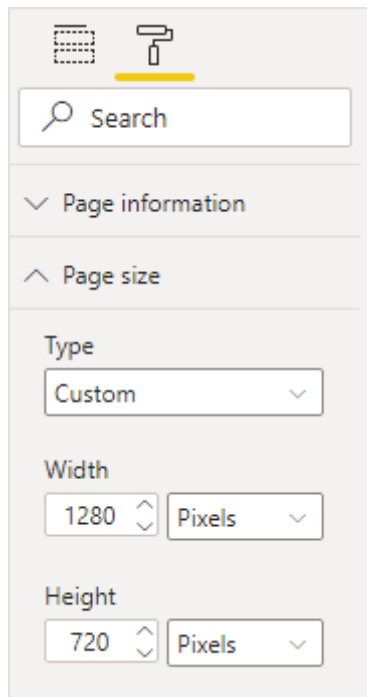 Search
Page information
Page size
Type
Custom
Width
1280 Pixels
Height
720 Pixels